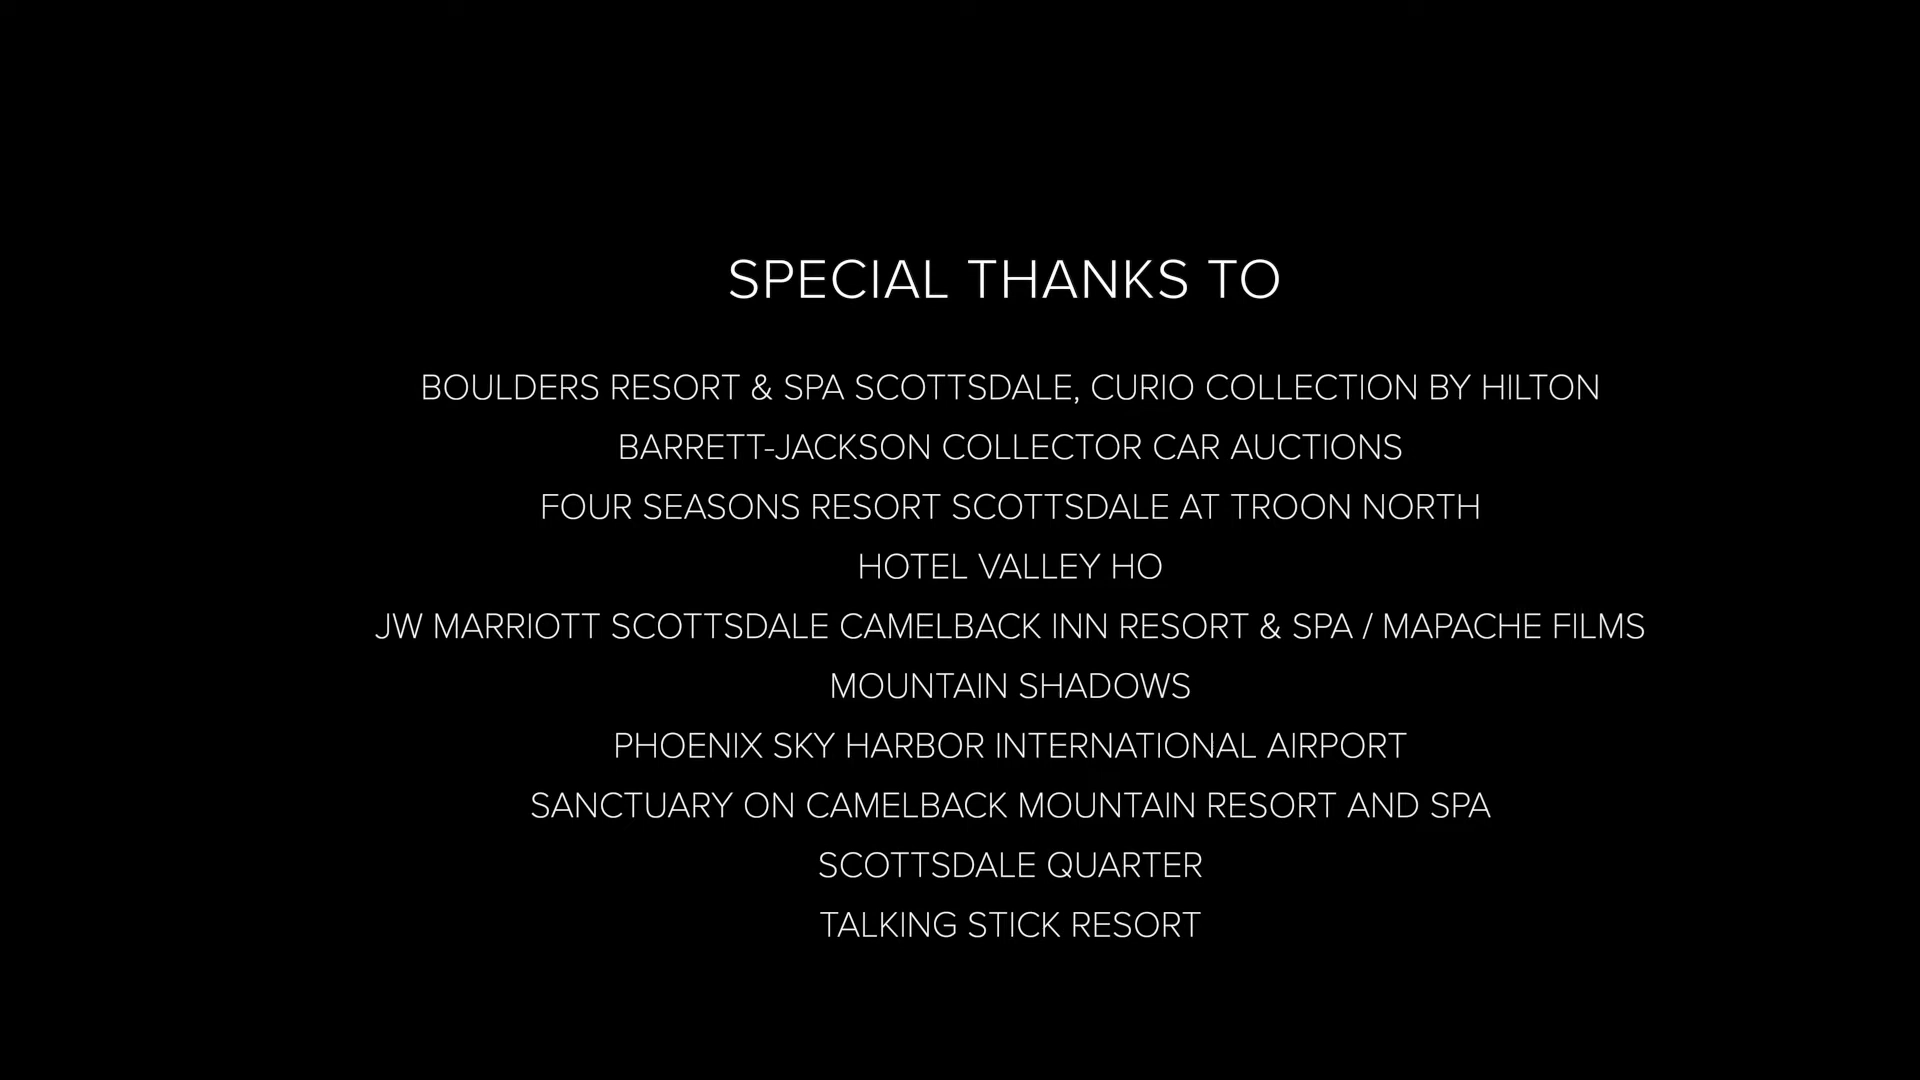 SPECIAL THANKS TO
BOULDERS RESORT & SPA SCOTTSDALE, CURIO COLLECTION BY HILTON
BARRETT-JACKSON COLLECTOR CAR AUCTIONS
FOUR SEASONS RESORT SCOTTSDALE AT TROON NORTH
HOTEL VALLEY HO
JW MARRIOTT SCOTTSDALE CAMELBACK INN RESORT & SPA / MAPACHE FILMS
MOUNTAIN SHADOWS
PHOENIX SKY HARBOR INTERNATIONAL AIRPORT
SANCTUARY ON CAMELBACK MOUNTAIN RESORT AND SPA
SCOTTSDALE QUARTER
TALKING STICK RESORT